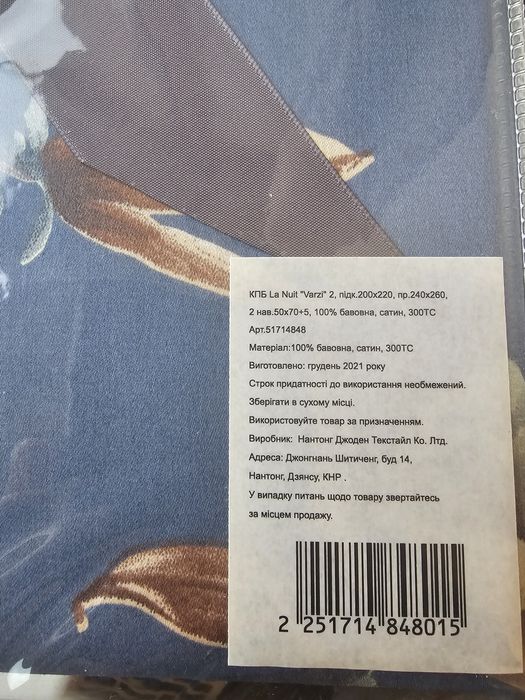 КПБ La Nuit "Varzi" 2, підк.200х220, пр.240х260,
2 нав.50х70+5, 100% бавовна, сатин, 300ТС
Арт.51714848
Матеріал:100% бавовна, сатин, 300ТС
Виготовлено: грудень 2021 року
Строк придатності до використання необмежений.
Зберігати в сухому місці.
Використовуйте товар за призначенням.
Виробник: Нантонг Джоден Текстайл Ко. Лтд.
Адреса: Джонгнань Шитиченг, буд 14,
Нантонг, Дзянсу, КНР .
У випадку питань щодо товару звертайтесь
за місцем продажу.
2 251714 848015